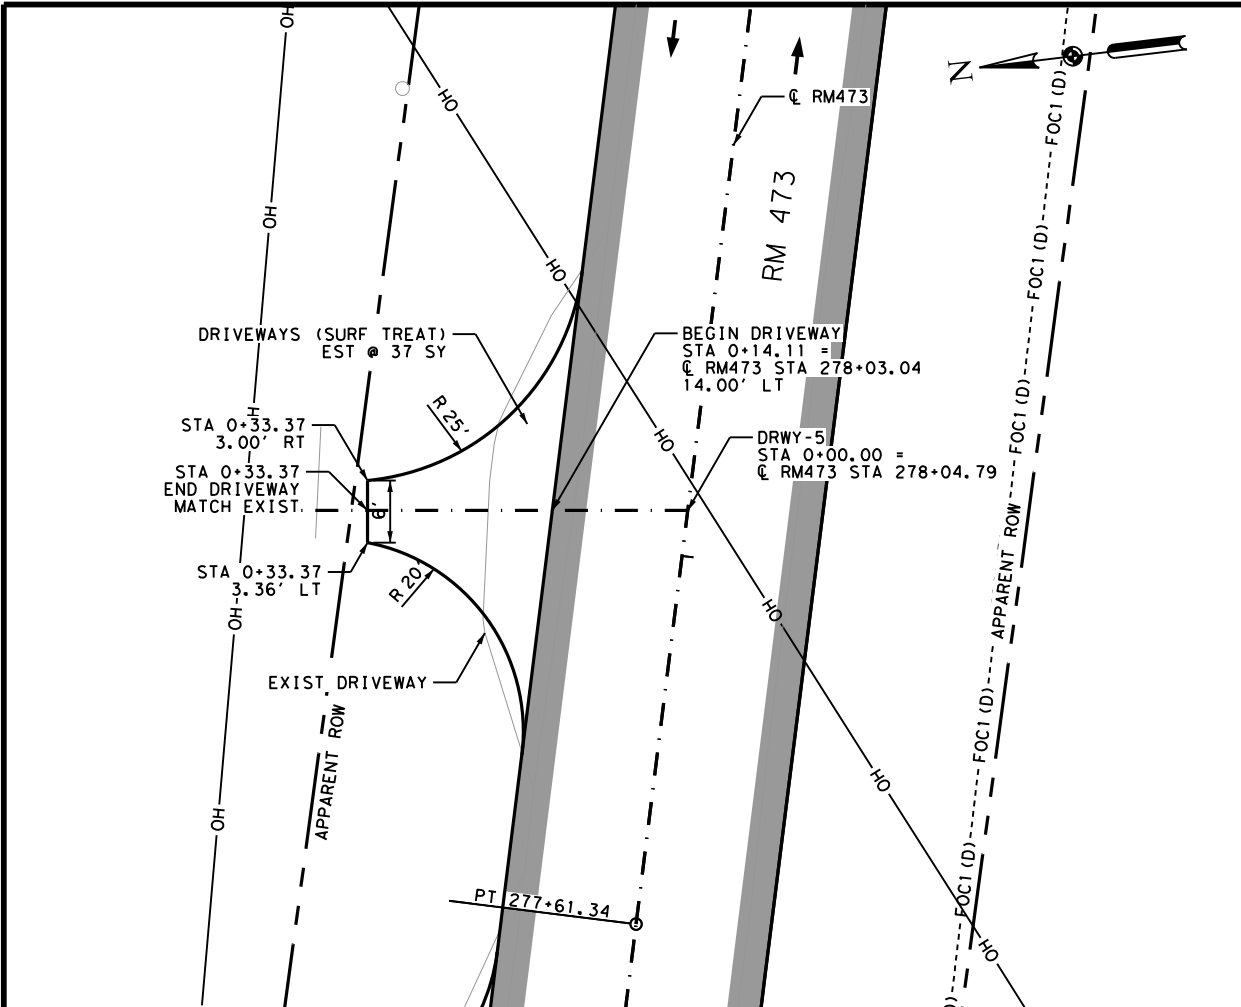 OH
OH
℄ RM473
N
FOC1(D)
OH
RM 473
OH
FOC1(D)
DRIVEWAYS (SURF TREAT)
EST @ 37 SY
BEGIN DRIVEWAY
STA 0+14.11 =
℄ RM473 STA 278+03.04
14.00' LT
R 25'
STA 0+33.37
3.00' RT
H
OH
FOC1(D)
DRWY-5
STA 0+00.00 =
℄ RM473 STA 278+04.79
STA 0+33.37
END DRIVEWAY
MATCH EXIST.
6'
STA 0+33.37
3.36' LT
R 20'
OH
OH
APPARENT ROW
EXIST DRIVEWAY
APPARENT ROW
FOC1(D)
OH
OH
PT 277+61.34
FOC1(D)
OH
)